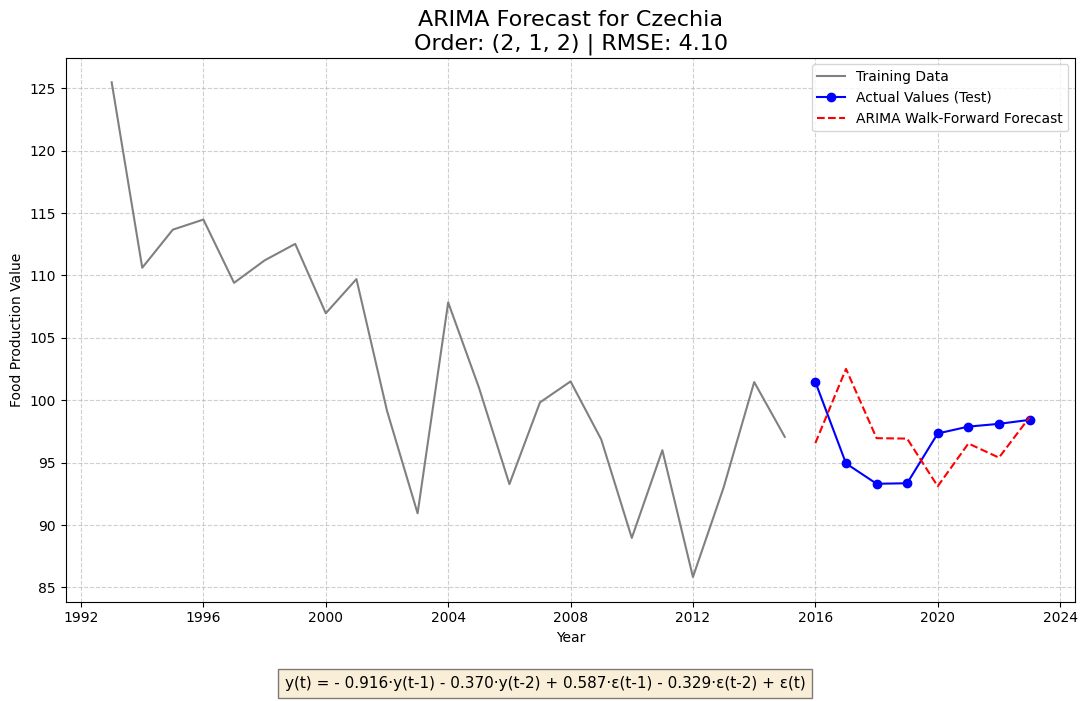 ARIMA Forecast for Czechia
Order: (2, 1, 2) | RMSE: 4.10
Training Data
Actual Values (Test)
ARIMA Walk-Forward Forecast
Food Production Value
125
120
115
110
105
100
95
90
85
1992
1996
2000
2004
2008
2012
2016
2020
2024
Year
y(t) = - 0.916·y(t-1) - 0.370·y(t-2) + 0.587·ε(t-1) - 0.329·ε(t-2) + ε(t)